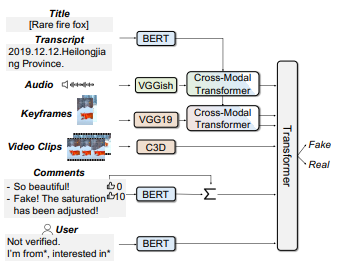 Title
[Rare fire fox]
Transcript
2019.12.12.Heilongjia
ng Province.
BERT
Audio
VGGish
Cross-Modal
Transformer
Keyframes
VGG19
Cross-Modal
Transformer
Video Clips
C3D
Transformer
Fake
Real
Comments
- So beautiful!
0
- Fake! The saturation
10
has been adjusted!
BERT
Σ
User
Not verified.
I'm from*, interested in*
BERT